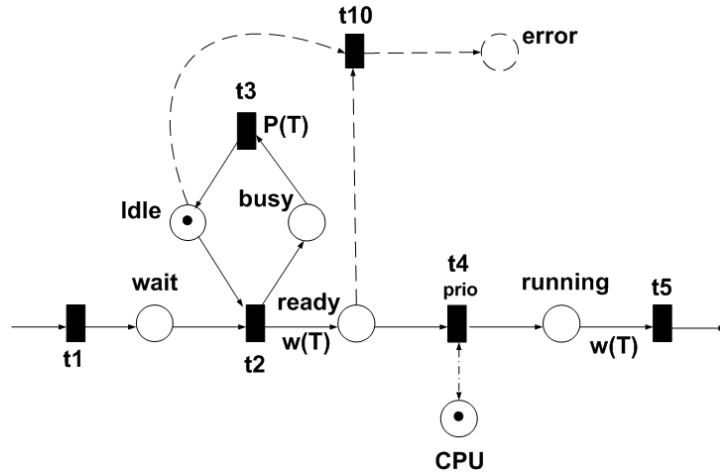 t10
error
t3
P(T)
Idle
busy
wait
ready
t4
prio
running
t5
t1
t2
w(T)
w(T)
CPU